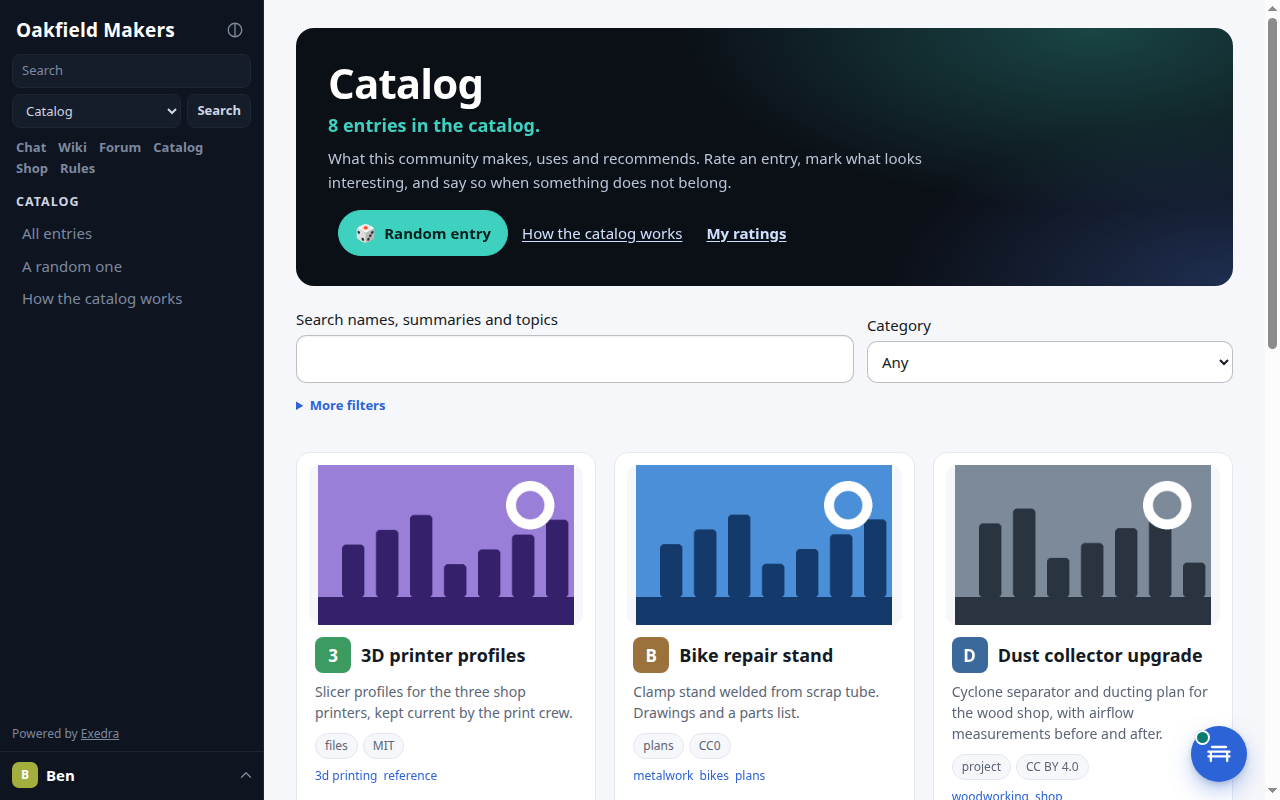 Oakfield Makers
Search
Catalog
Search
Chat Wiki Forum Catalog
Shop Rules
CATALOG
All entries
A random one
How the catalog works
Powered by Exedra
B Ben
Catalog
8 entries in the catalog.
What this community makes, uses and recommends. Rate an entry, mark what looks
interesting, and say so when something does not belong.
Random entry
How the catalog works
My ratings
Search names, summaries and topics
Category
Any
More filters
3 3D printer profiles
Slicer profiles for the three shop
printers, kept current by the print crew.
files MIT
3d printing reference
B Bike repair stand
Clamp stand welded from scrap tube.
Drawings and a parts list.
plans CC0
metalwork bikes plans
D Dust collector upgrade
Cyclone separator and ducting plan for
the wood shop, with airflow
measurements before and after.
project CC BY 4.0
woodworking shop